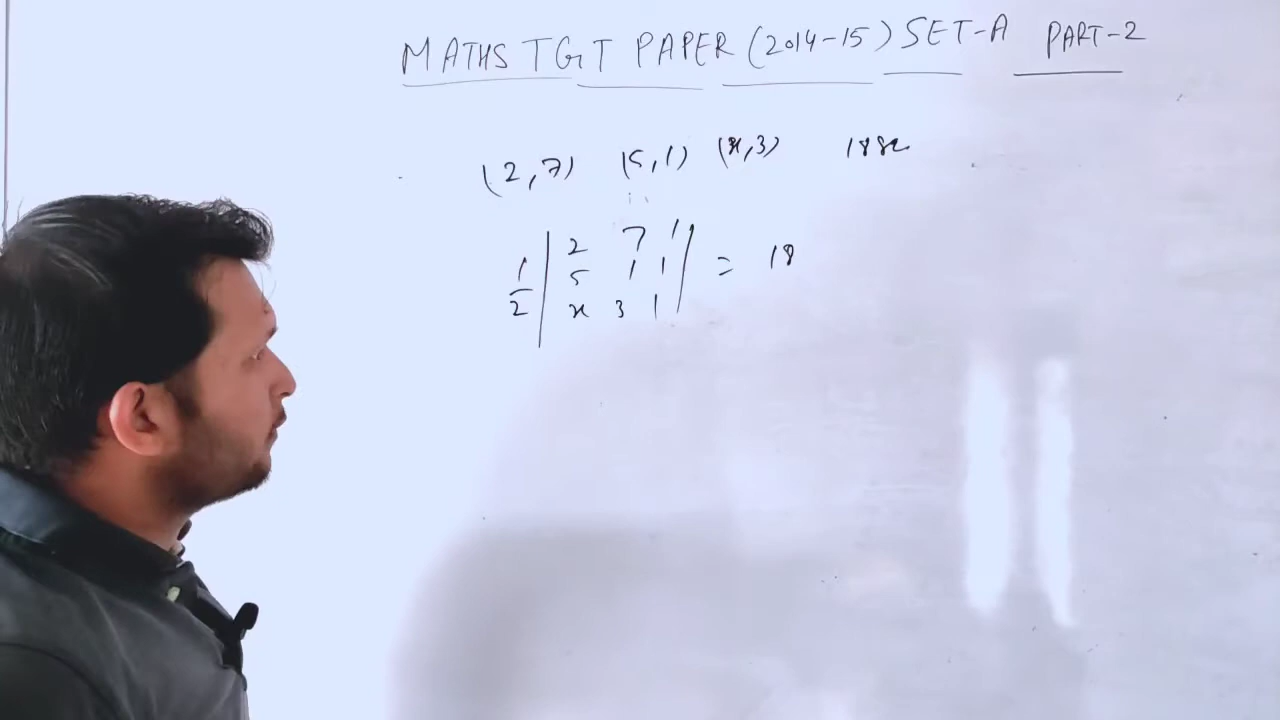 MATHS TGT PAPER (2014-15) SET-A PART-2
(2,7) (5,1) (x,3) 18
1/2 | 2 7 1 | = 18
5 1 1
x 3 1